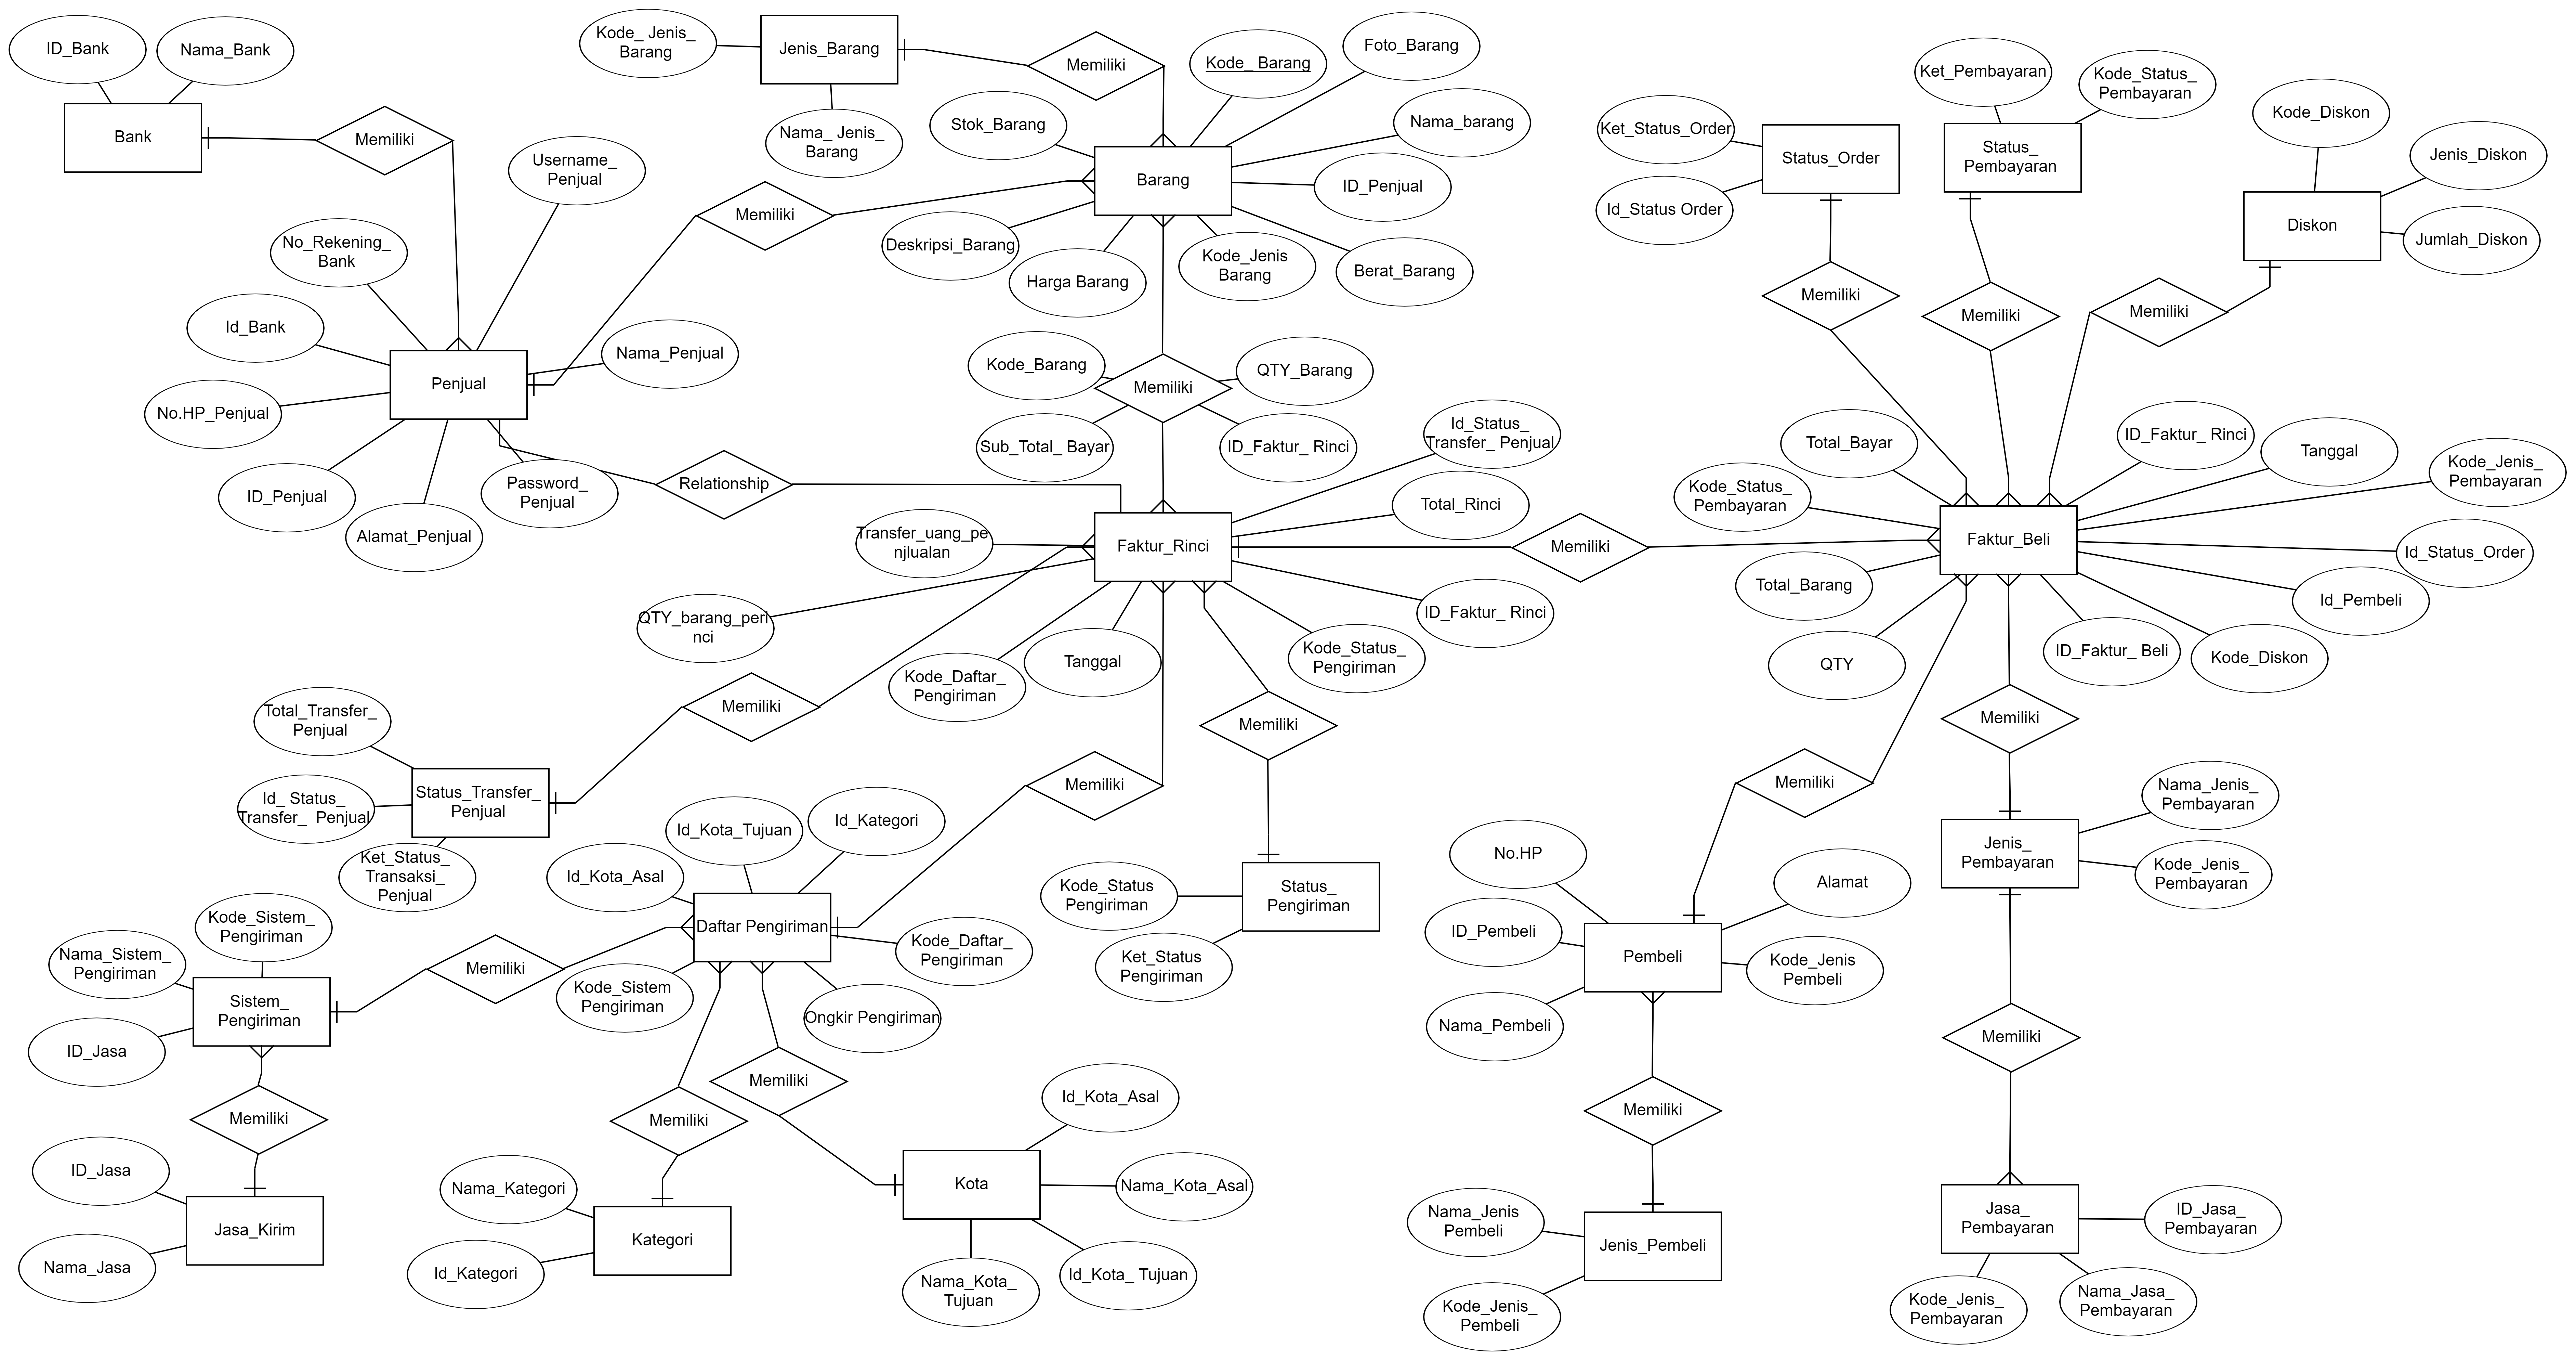 ID_Bank
Nama_Bank
Bank
Memiliki
Kode_ Jenis_
Barang
Jenis_Barang
Nama_ Jenis_
Barang
Memiliki
Kode_ Barang
Foto_Barang
Stok_Barang
Nama_barang
Barang
ID_Penjual
Memiliki
Deskripsi_Barang
Harga Barang
Kode_Jenis
Barang
Berat_Barang
Username_
Penjual
No_Rekening_
Bank
Id_Bank
Nama_Penjual
Penjual
No.HP_Penjual
ID_Penjual
Alamat_Penjual
Password_
Penjual
Relationship
Kode_Barang
Memiliki
QTY_Barang
Sub_Total_ Bayar
ID_Faktur_ Rinci
Id_Status_
Transfer_ Penjual
Total_Rinci
Transfer_uang_pe
njlualan
Faktur_Rinci
Memiliki
QTY_barang_peri
nci
Kode_Daftar_
Pengiriman
Tanggal
Kode_Status_
Pengiriman
ID_Faktur_ Rinci
Ket_Status_Order
Id_Status Order
Status_Order
Ket_Pembayaran
Kode_Status_
Pembayaran
Status_
Pembayaran
Kode_Diskon
Jenis_Diskon
Diskon
Jumlah_Diskon
Memiliki
Memiliki
Memiliki
Total_Bayar
ID_Faktur_ Rinci
Tanggal
Kode_Jenis_
Pembayaran
Kode_Status_
Pembayaran
Faktur_Beli
Id_Status_Order
Total_Barang
Id_Pembeli
QTY
ID_Faktur_ Beli
Kode_Diskon
Total_Transfer_
Penjual
Memiliki
Id_ Status_
Transfer_  Penjual
Status_Transfer_
Penjual
Ket_Status_
Transaksi_
Penjual
Memiliki
Memiliki
Id_Kota_Tujuan
Id_Kategori
Id_Kota_Asal
Daftar Pengiriman
Kode_Daftar_
Pengiriman
Kode_Sistem
Pengiriman
Ongkir Pengiriman
Kode_Status
Pengiriman
Ket_Status
Pengiriman
Status_
Pengiriman
Kode_Sistem_
Pengiriman
Nama_Sistem_
Pengiriman
Memiliki
Sistem_
Pengiriman
ID_Jasa
Memiliki
ID_Jasa
Nama_Jasa
Jasa_Kirim
Memiliki
Memiliki
Nama_Kategori
Id_Kategori
Kategori
Id_Kota_Asal
Kota
Nama_Kota_Asal
Nama_Kota_
Tujuan
Id_Kota_ Tujuan
Memiliki
Memiliki
No.HP
Alamat
ID_Pembeli
Pembeli
Kode_Jenis
Pembeli
Nama_Pembeli
Memiliki
Nama_Jenis
Pembeli
Jenis_Pembeli
Kode_Jenis_
Pembeli
Nama_Jenis_
Pembayaran
Jenis_
Pembayaran
Kode_Jenis_
Pembayaran
Memiliki
Jasa_
Pembayaran
ID_Jasa_
Pembayaran
Kode_Jenis_
Pembayaran
Nama_Jasa_
Pembayaran